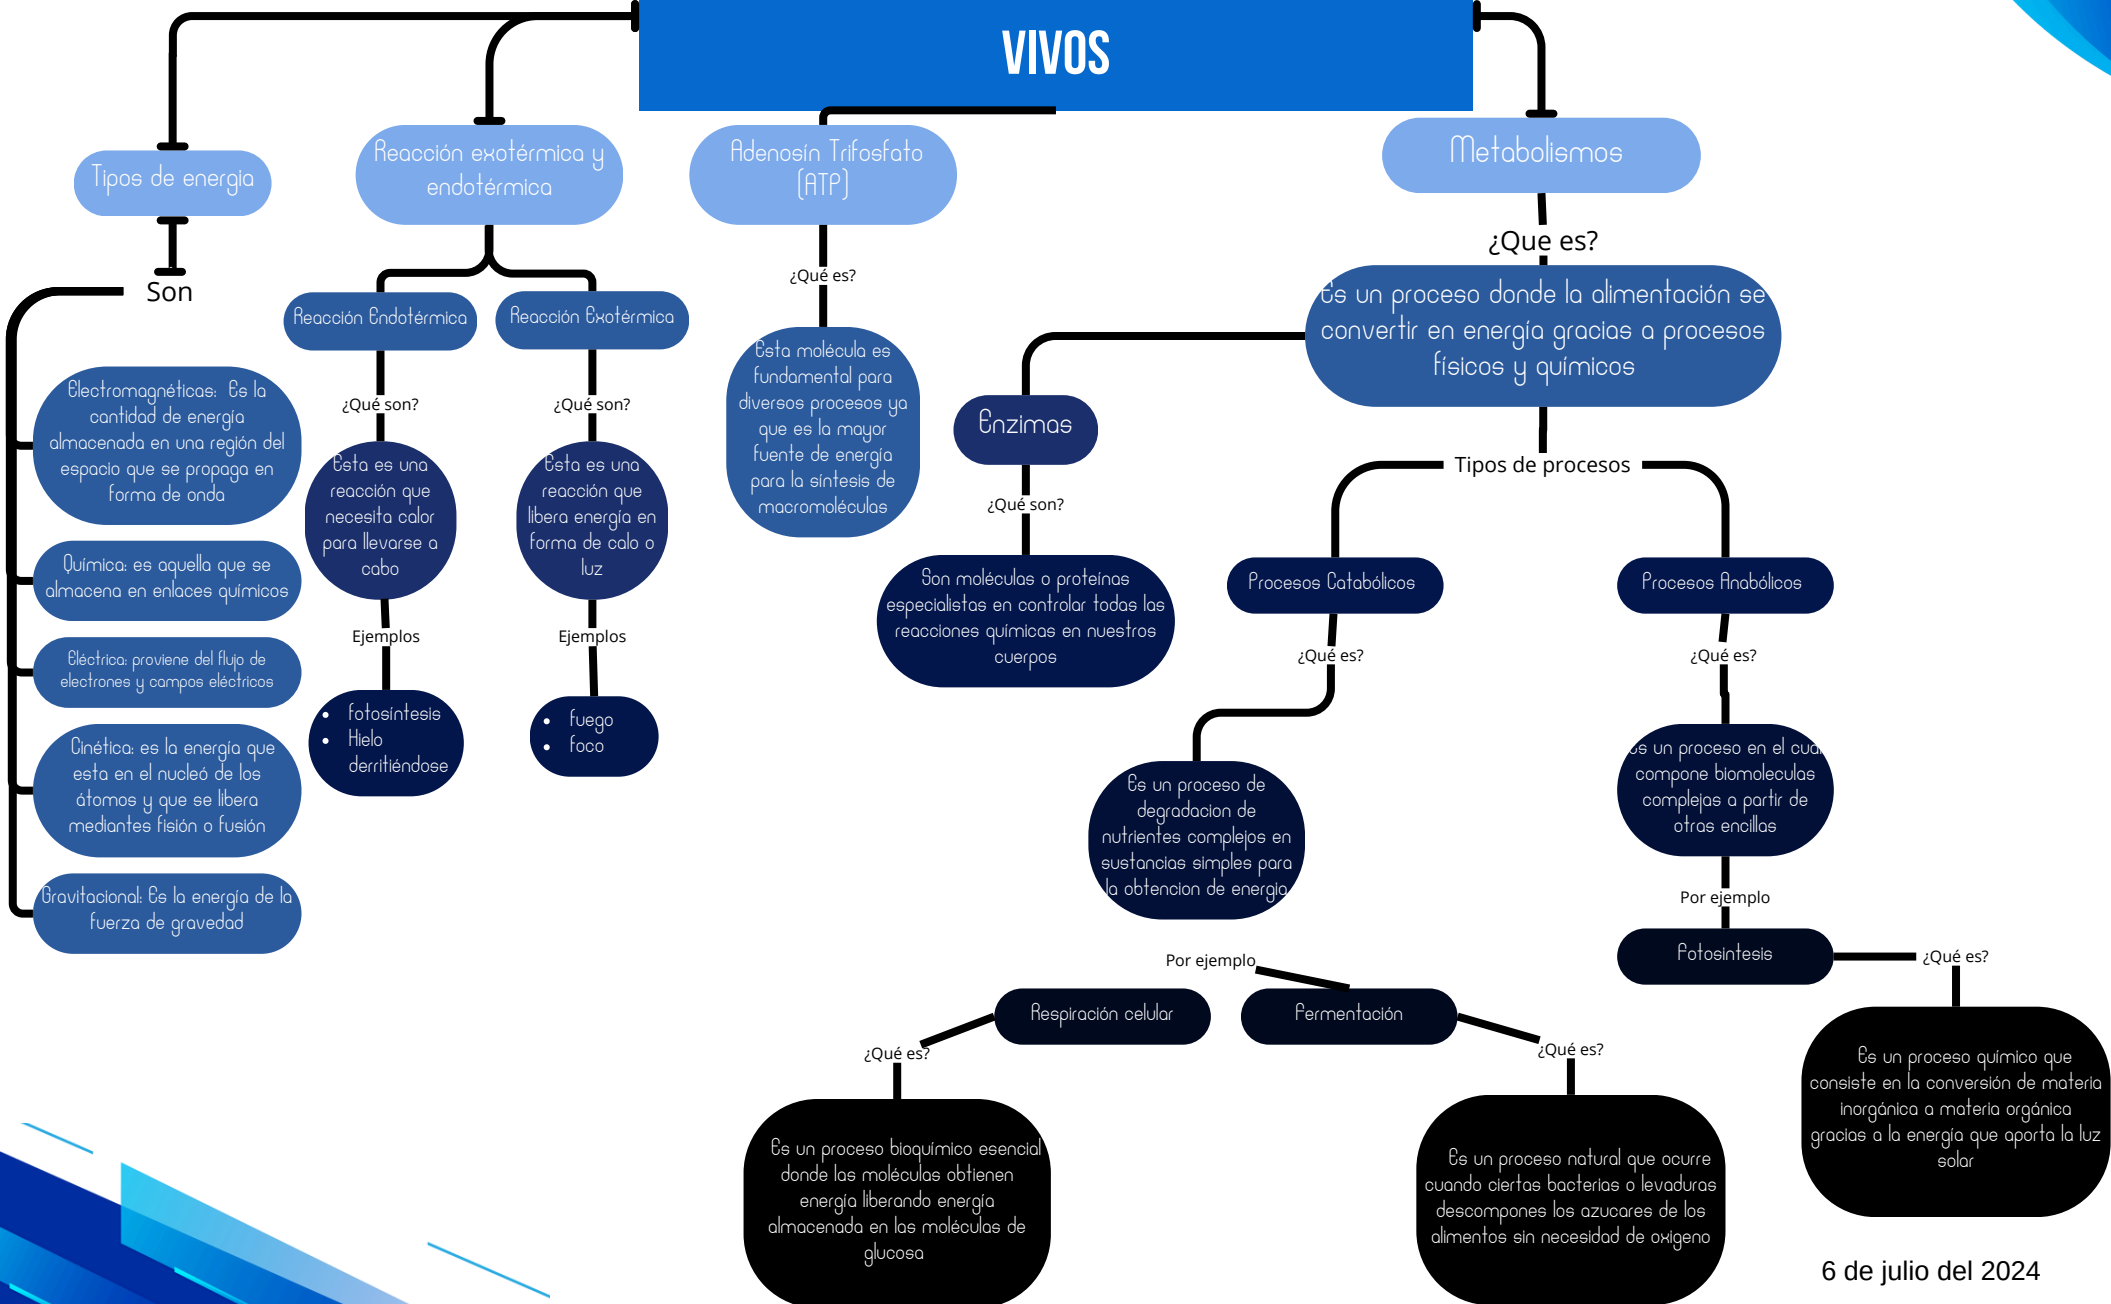 VIVOS
Tipos de energia
Son
Electromagnéticas:  Es la
cantidad de energía
almacenada en una región del
espacio que se propaga en
forma de onda
Química: es aquella que se
almacena en enlaces químicos
Eléctrica: proviene del flujo de
electrones y campos eléctricos
Cinética: es la energía que
esta en el nucleó de los
átomos y que se libera
mediantes fisión o fusión
Gravitacional: Es la energía de la
fuerza de gravedad
Reacción exotérmica y
endotérmica
Reacción Endotérmica
¿Qué son?
Esta es una
reacción que
necesita calor
para llevarse a
cabo
Ejemplos
• fotosíntesis
• Hielo
derritiéndose
Reacción Exotérmica
¿Qué son?
Esta es una
reacción que
libera energía en
forma de calo o
luz
Ejemplos
• fuego
• foco
Adenosín Trifosfato
(ATP)
¿Qué es?
Esta molécula es
fundamental para
diversos procesos ya
que es la mayor
fuente de energía
para la síntesis de
macromoléculas
Metabolismos
¿Que es?
Es un proceso donde la alimentación se
convertir en energía gracias a procesos
físicos y químicos
Enzimas
¿Qué son?
Son moléculas o proteínas
especialistas en controlar todas las
reacciones químicas en nuestros
cuerpos
Tipos de procesos
Procesos Catabólicos
¿Qué es?
Es un proceso de
degradacion de
nutrientes complejos en
sustancias simples para
la obtencion de energia
Por ejemplo
Respiración celular
¿Qué es?
Es un proceso bioquímico esencial
donde las moléculas obtienen
energía liberando energía
almacenada en las moléculas de
glucosa
Fermentación
¿Qué es?
Es un proceso natural que ocurre
cuando ciertas bacterias o levaduras
descompones los azucares de los
alimentos sin necesidad de oxigeno
Procesos Anabólicos
¿Qué es?
Es un proceso en el cual
compone biomoleculas
complejas a partir de
otras encillas
Por ejemplo
Fotosintesis
¿Qué es?
Es un proceso químico que
consiste en la conversión de materia
inorgánica a materia orgánica
gracias a la energía que aporta la luz
solar
6 de julio del 2024